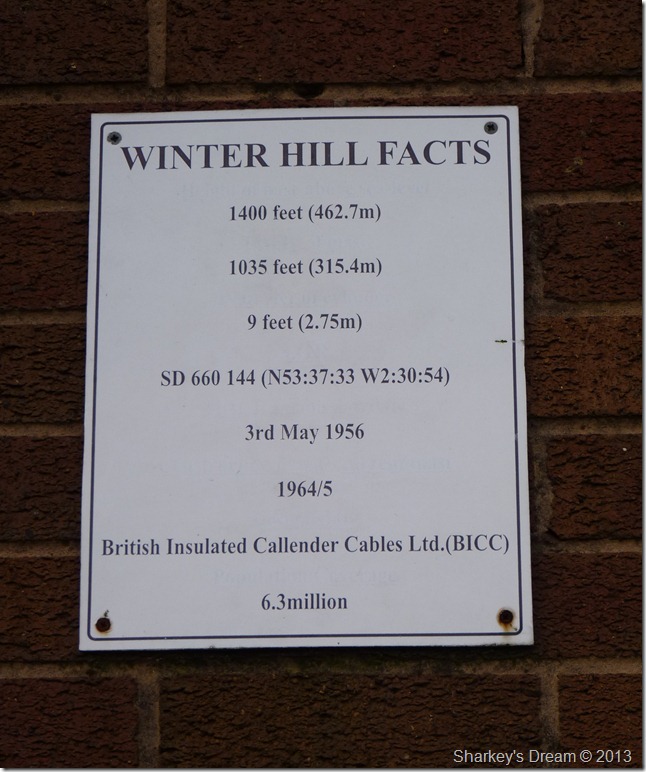 WINTER HILL FACTS
1400 feet (462.7m)
1035 feet (315.4m)
9 feet (2.75m)
SD 660 144 (N53:37:33 W2:30:54)
3rd May 1956
1964/5
British Insulated Callender Cables Ltd.(BICC)
6.3million
Sharkey's Dream © 2013